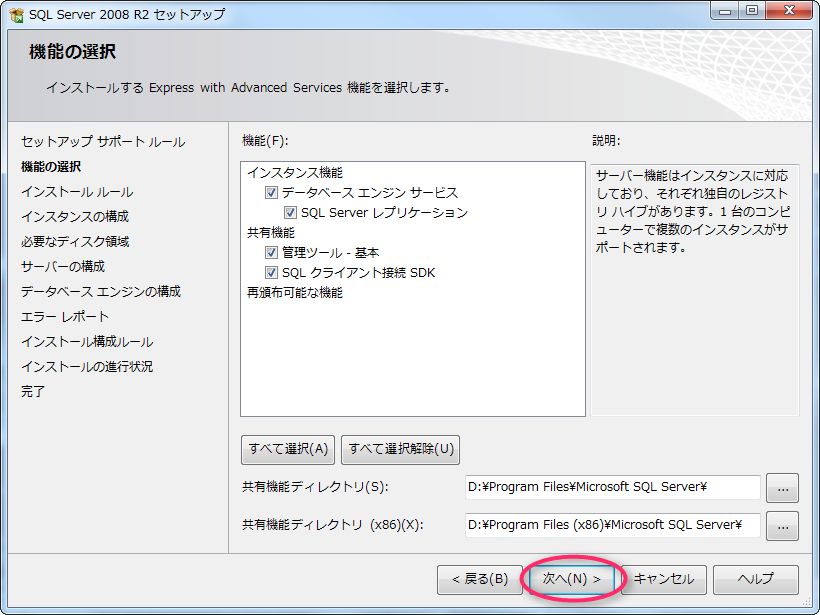 SQL Server 2008 R2 セットアップ
機能の選択
インストールする Express with Advanced Services 機能を選択します。
セットアップ サポート ルール
機能の選択
インストール ルール
インスタンスの構成
必要なディスク領域
サーバーの構成
データベース エンジンの構成
エラー レポート
インストール構成ルール
インストールの進行状況
完了
機能(F):
インスタンス機能
データベース エンジン サービス
SQL Server レプリケーション
共有機能
管理ツール - 基本
SQL クライアント接続 SDK
再頒布可能な機能
説明:
サーバー機能はインスタンスに対応
しており、それぞれ独自のレジスト
リ ハイブがあります。1 台のコンピ
ューターで複数のインスタンスがサ
ポートされます。
すべて選択(A) すべて選択解除(U)
共有機能ディレクトリ(S): D:¥Program Files¥Microsoft SQL Server¥ ...
共有機能ディレクトリ (x86)(X): D:¥Program Files (x86)¥Microsoft SQL Server¥ ...
< 戻る(B) 次へ(N) > キャンセル ヘルプ